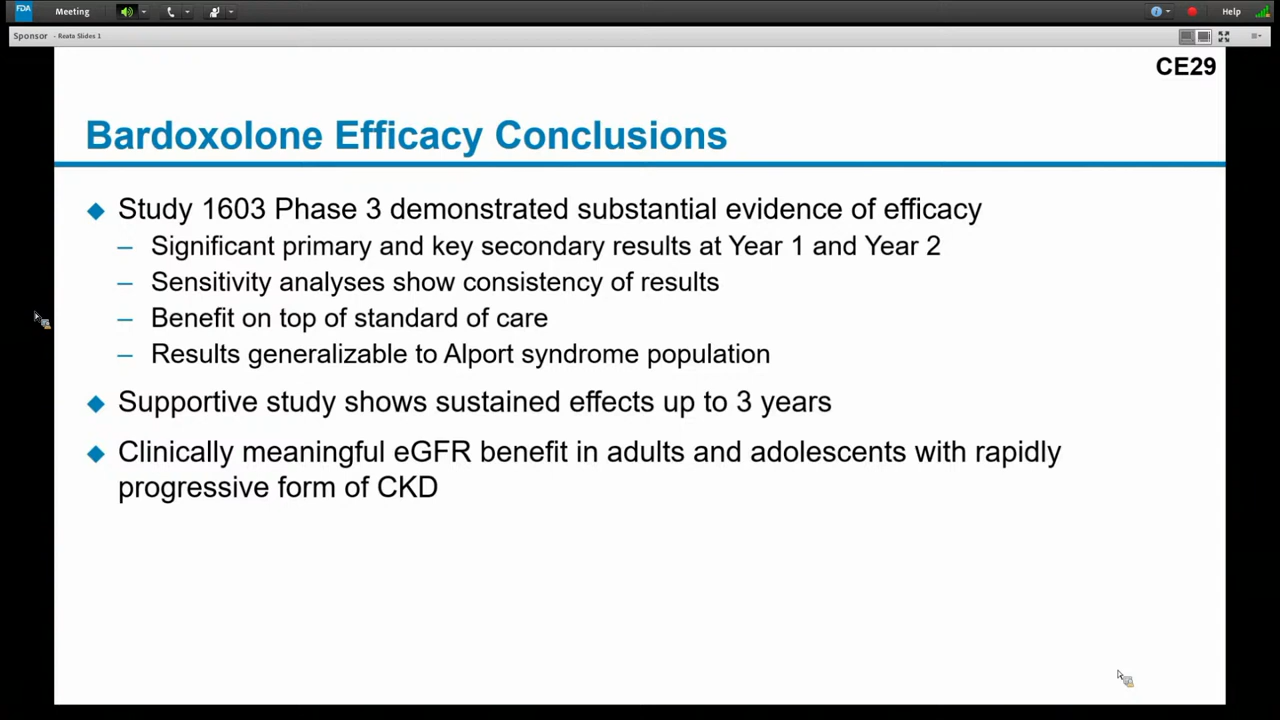 FDA Meeting Help
Sponsor - Reata Slides 1
CE29
Bardoxolone Efficacy Conclusions
Study 1603 Phase 3 demonstrated substantial evidence of efficacy
– Significant primary and key secondary results at Year 1 and Year 2
– Sensitivity analyses show consistency of results
– Benefit on top of standard of care
– Results generalizable to Alport syndrome population
Supportive study shows sustained effects up to 3 years
Clinically meaningful eGFR benefit in adults and adolescents with rapidly
progressive form of CKD